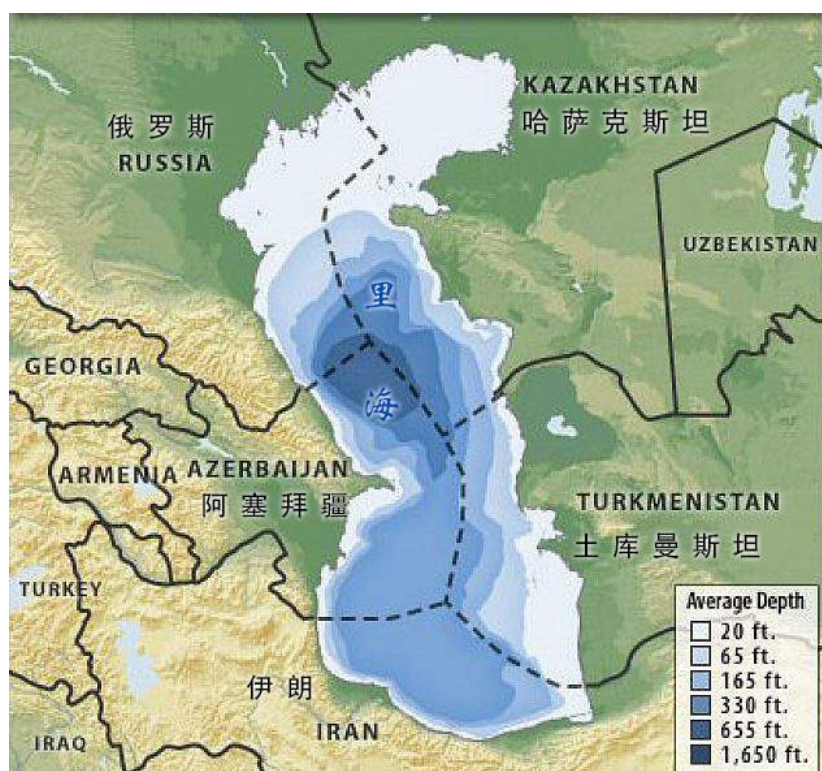 KAZAKHSTAN
哈萨克斯坦
俄罗斯
RUSSIA
UZBEKISTAN
里
海
GEORGIA
ARMENIA
AZERBAIJAN
阿塞拜疆
TURKMENISTAN
土库曼斯坦
TURKEY
伊朗
IRAN
IRAQ
Average Depth
20 ft.
65 ft.
165 ft.
330 ft.
655 ft.
1,650 ft.